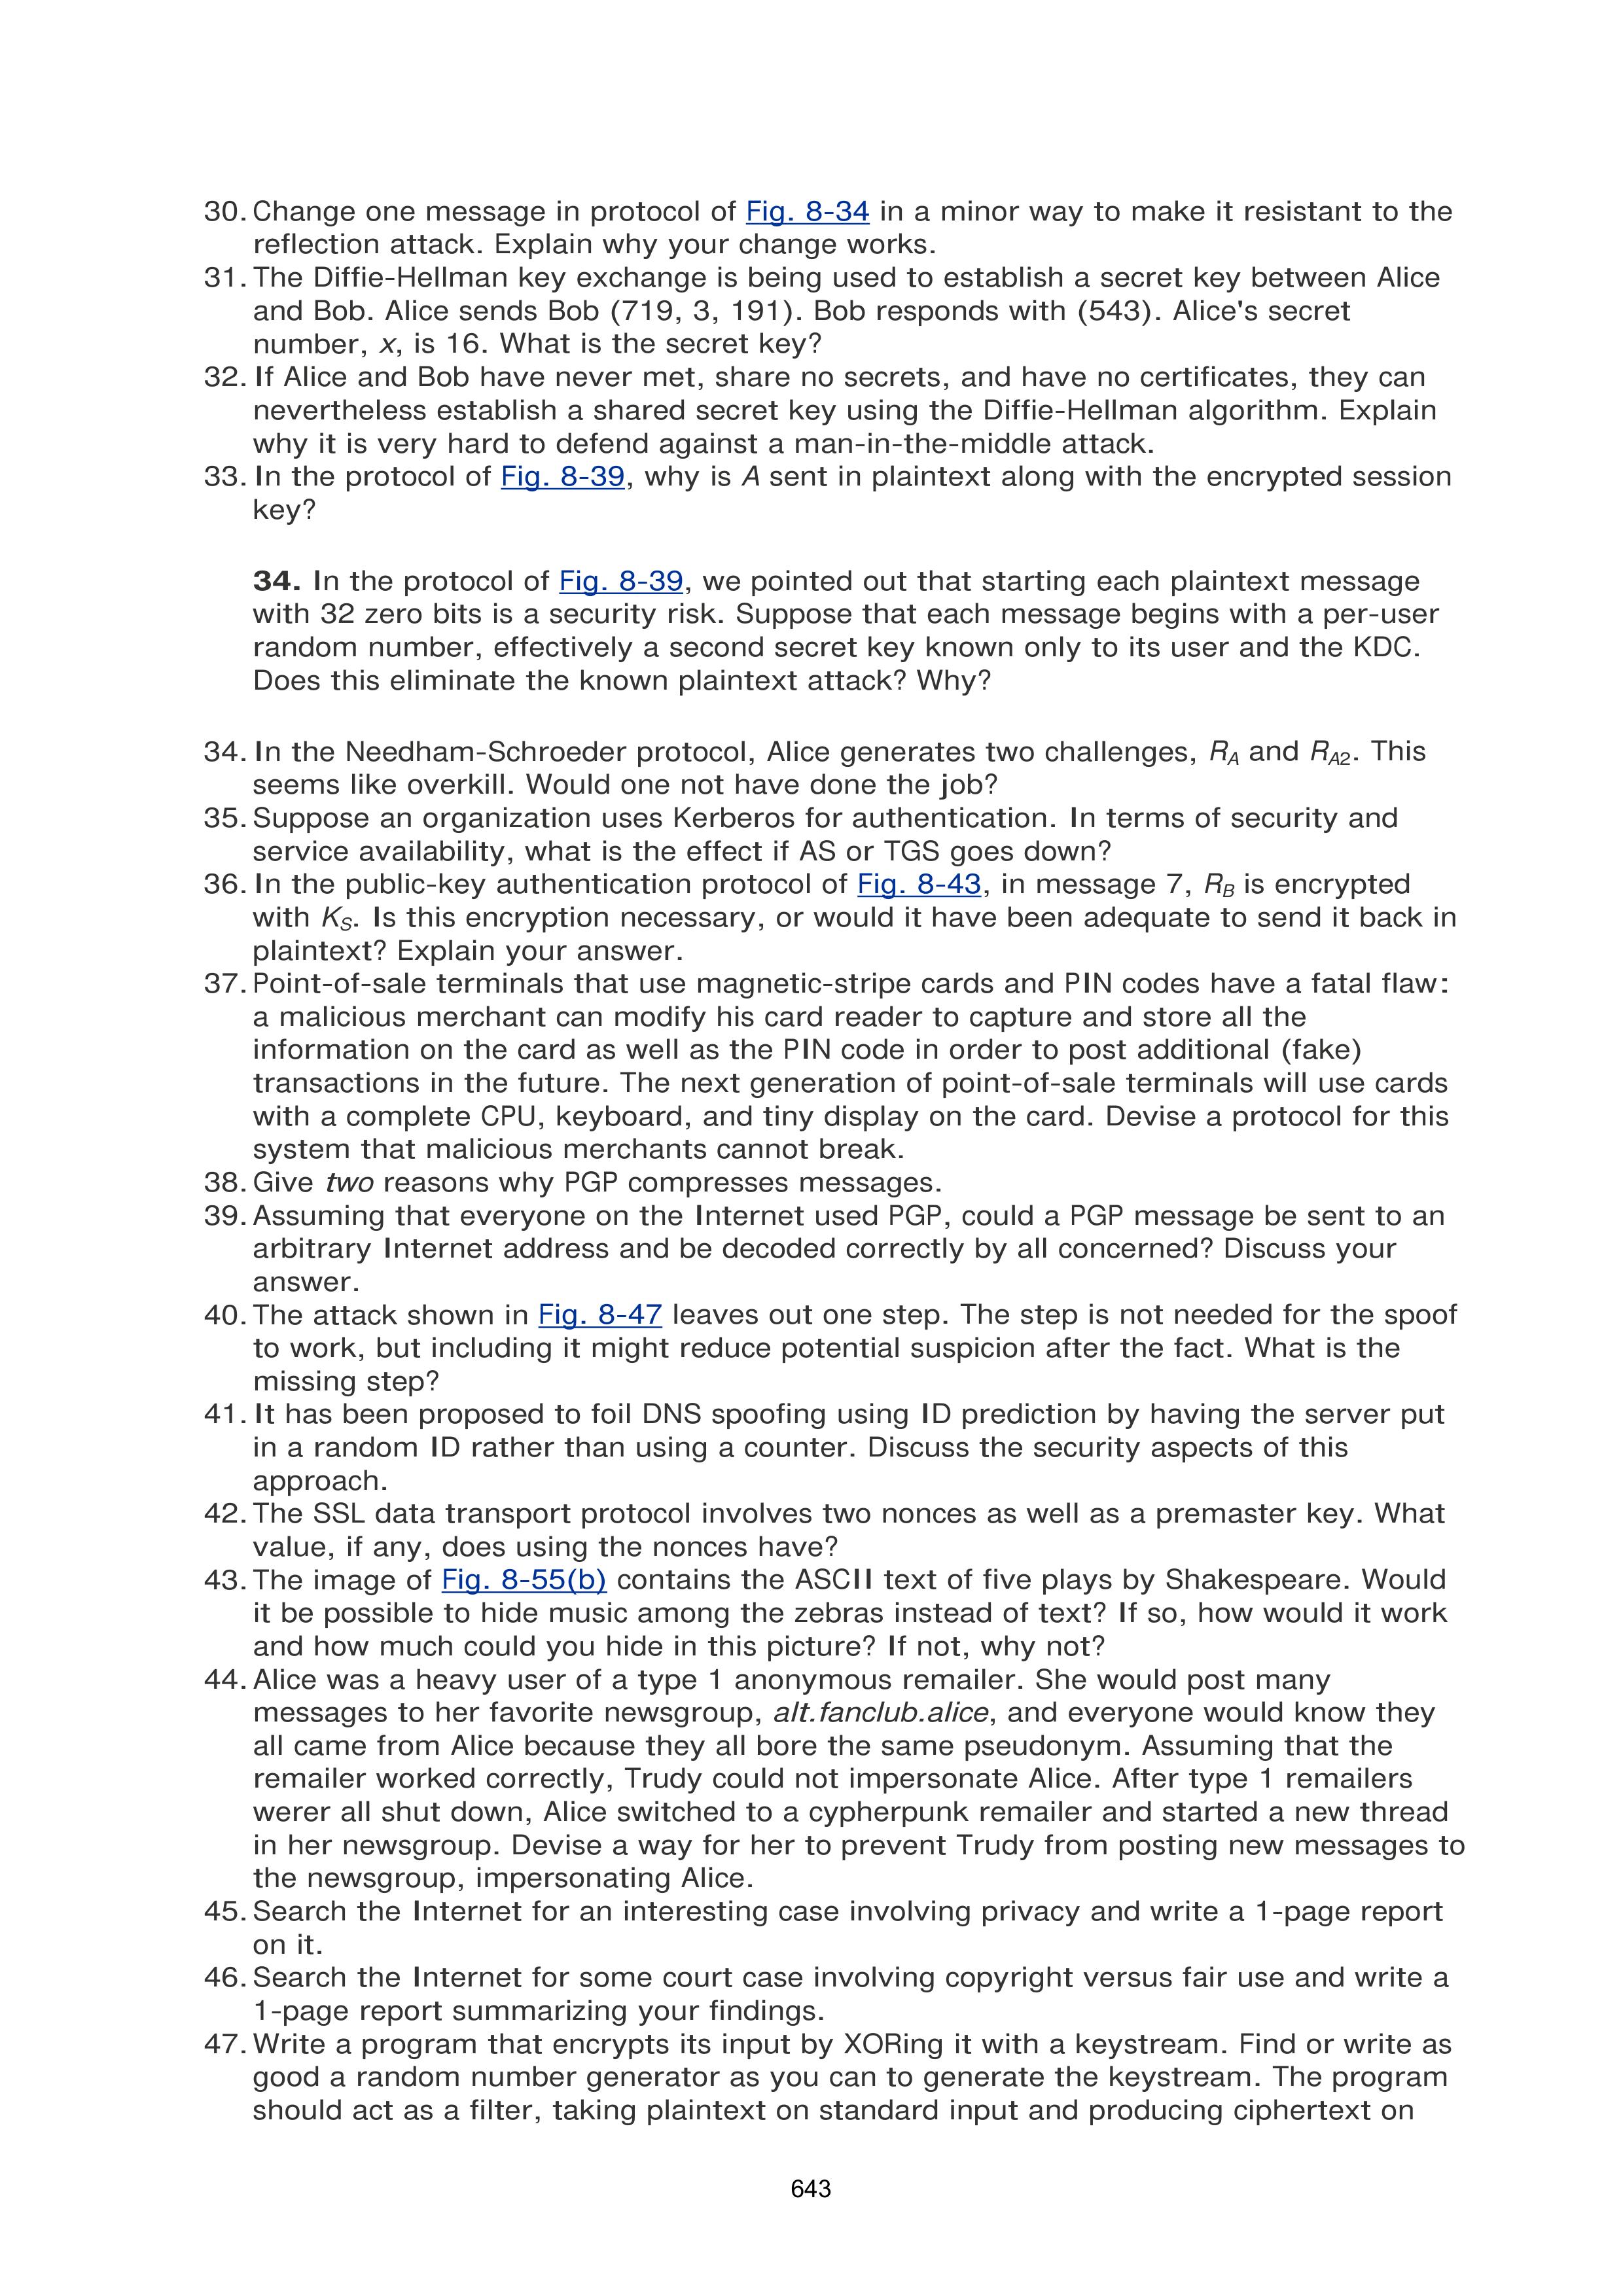 30. Change one message in protocol of Fig. 8-34 in a minor way to make it resistant to the
reflection attack. Explain why your change works.
31. The Diffie-Hellman key exchange is being used to establish a secret key between Alice
and Bob. Alice sends Bob (719, 3, 191). Bob responds with (543). Alice's secret
number, x, is 16. What is the secret key?
32. If Alice and Bob have never met, share no secrets, and have no certificates, they can
nevertheless establish a shared secret key using the Diffie-Hellman algorithm. Explain
why it is very hard to defend against a man-in-the-middle attack.
33. In the protocol of Fig. 8-39, why is A sent in plaintext along with the encrypted session
key?
34. In the protocol of Fig. 8-39, we pointed out that starting each plaintext message
with 32 zero bits is a security risk. Suppose that each message begins with a per-user
random number, effectively a second secret key known only to its user and the KDC.
Does this eliminate the known plaintext attack? Why?
34. In the Needham-Schroeder protocol, Alice generates two challenges, RA and RA2. This
seems like overkill. Would one not have done the job?
35. Suppose an organization uses Kerberos for authentication. In terms of security and
service availability, what is the effect if AS or TGS goes down?
36. In the public-key authentication protocol of Fig. 8-43, in message 7, RB is encrypted
with KS. Is this encryption necessary, or would it have been adequate to send it back in
plaintext? Explain your answer.
37. Point-of-sale terminals that use magnetic-stripe cards and PIN codes have a fatal flaw:
a malicious merchant can modify his card reader to capture and store all the
information on the card as well as the PIN code in order to post additional (fake)
transactions in the future. The next generation of point-of-sale terminals will use cards
with a complete CPU, keyboard, and tiny display on the card. Devise a protocol for this
system that malicious merchants cannot break.
38. Give two reasons why PGP compresses messages.
39. Assuming that everyone on the Internet used PGP, could a PGP message be sent to an
arbitrary Internet address and be decoded correctly by all concerned? Discuss your
answer.
40. The attack shown in Fig. 8-47 leaves out one step. The step is not needed for the spoof
to work, but including it might reduce potential suspicion after the fact. What is the
missing step?
41. It has been proposed to foil DNS spoofing using ID prediction by having the server put
in a random ID rather than using a counter. Discuss the security aspects of this
approach.
42. The SSL data transport protocol involves two nonces as well as a premaster key. What
value, if any, does using the nonces have?
43. The image of Fig. 8-55(b) contains the ASCII text of five plays by Shakespeare. Would
it be possible to hide music among the zebras instead of text? If so, how would it work
and how much could you hide in this picture? If not, why not?
44. Alice was a heavy user of a type 1 anonymous remailer. She would post many
messages to her favorite newsgroup, alt.fanclub.alice, and everyone would know they
all came from Alice because they all bore the same pseudonym. Assuming that the
remailer worked correctly, Trudy could not impersonate Alice. After type 1 remailers
werer all shut down, Alice switched to a cypherpunk remailer and started a new thread
in her newsgroup. Devise a way for her to prevent Trudy from posting new messages to
the newsgroup, impersonating Alice.
45. Search the Internet for an interesting case involving privacy and write a 1-page report
on it.
46. Search the Internet for some court case involving copyright versus fair use and write a
1-page report summarizing your findings.
47. Write a program that encrypts its input by XORing it with a keystream. Find or write as
good a random number generator as you can to generate the keystream. The program
should act as a filter, taking plaintext on standard input and producing ciphertext on
643